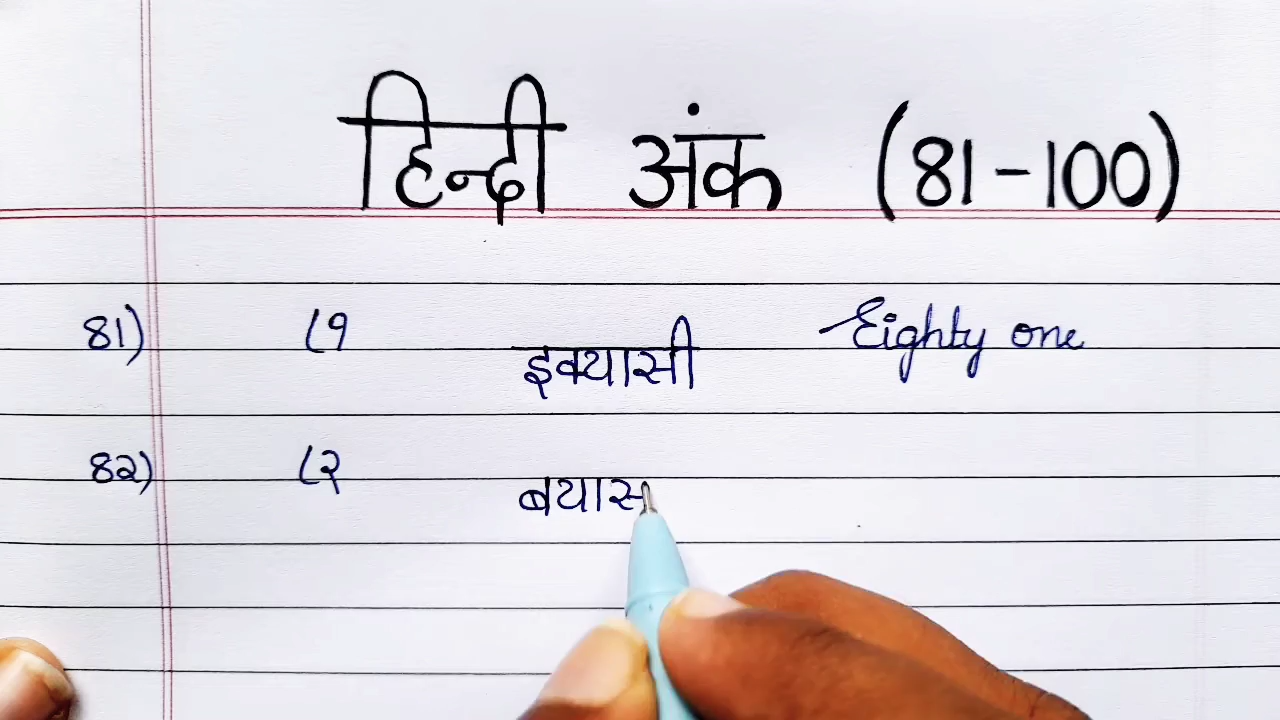 हिन्दी अंक (81-100)
81) ८१ इक्यासी Eighty one
82) ८२ बयास